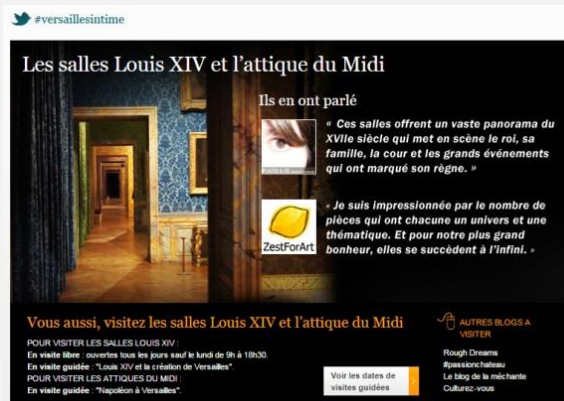 #versaillesintime
Les salles Louis XIV et l'attique du Midi
Ils en ont parlé
« Ces salles offrent un vaste panorama du
XVIIe siècle qui met en scène le roi, sa
famille, la cour et les grands événements
qui ont marqué son règne. »
« Je suis impressionnée par le nombre de
pièces qui ont chacune un univers et une
thématique. Et pour notre plus grand
bonheur, elles se succèdent à l'infini. »
ZestForArt
Vous aussi, visitez les salles Louis XIV et l'attique du Midi
POUR VISITER LES SALLES LOUIS XIV :
En visite libre : ouvertes tous les jours sauf le lundi de 9h à 18h30.
En visite guidée : "Louis XIV et la création de Versailles".
POUR VISITER LES ATTIQUES DU MIDI :
En visite guidée : "Napoléon à Versailles".
Voir les dates de
visites guidées
AUTRES BLOGS A
VISITER
Rough Dreams
#passionchateau
Le blog de la méchante
Culturez-vous